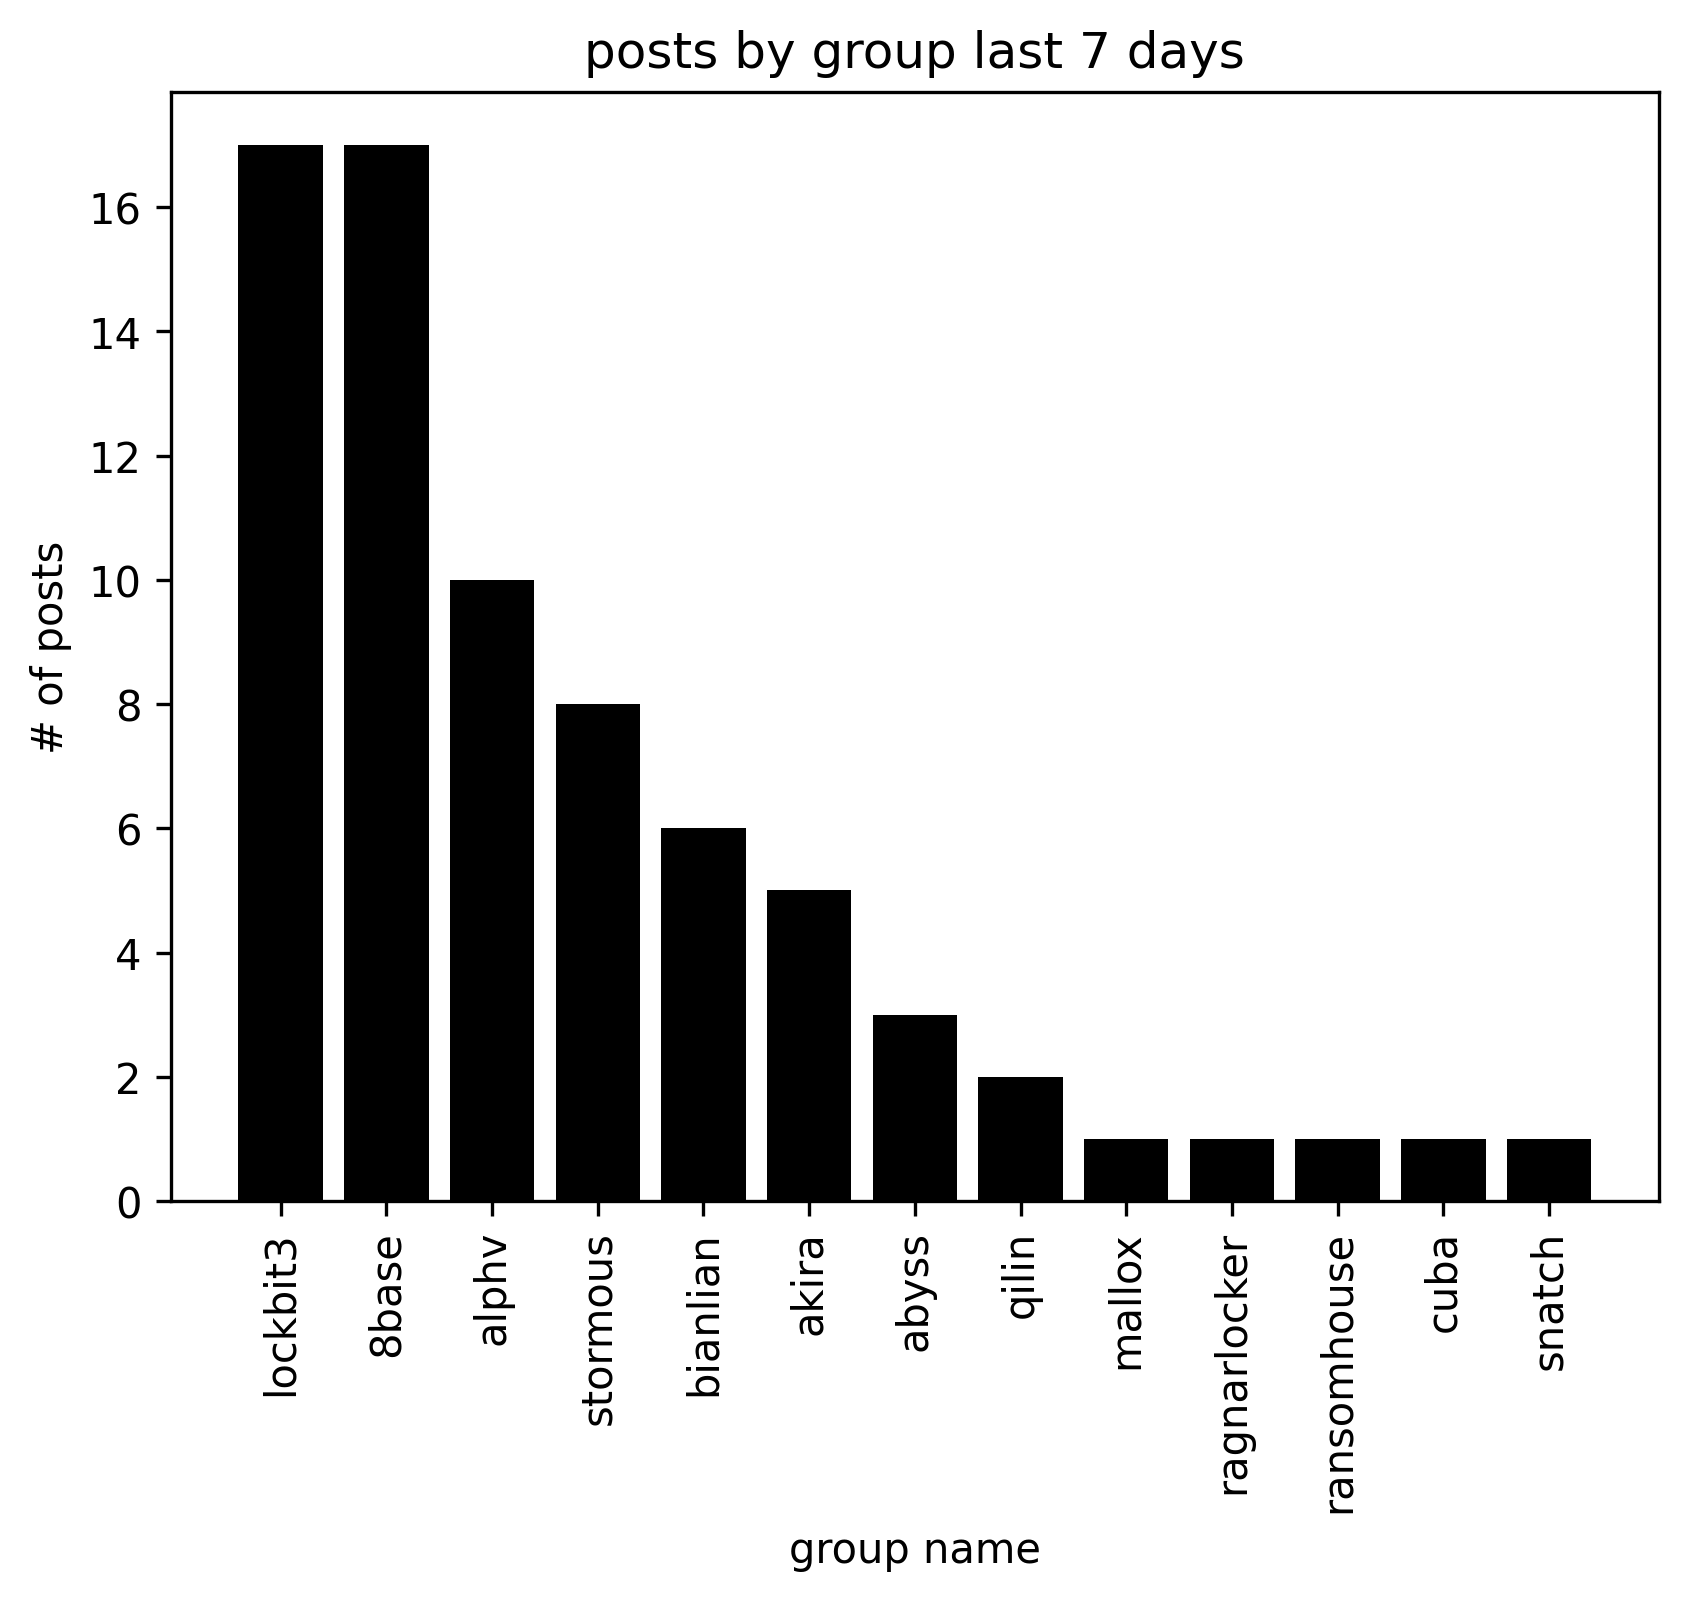 posts by group last 7 days
# of posts
16
14
12
10
8
6
4
2
0
lockbit3
8base
alphv
stormous
bianlian
akira
abyss
qilin
mallox
ragnarlocker
ransomhouse
cuba
snatch
group name